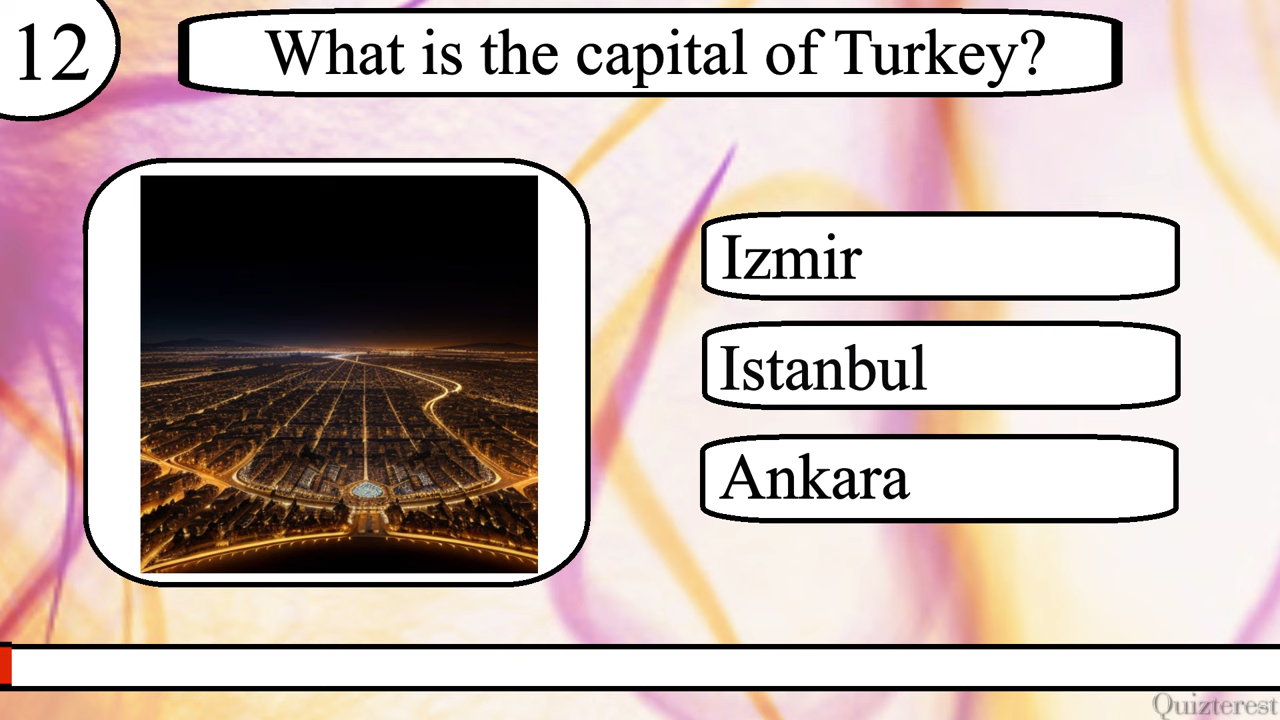 12
What is the capital of Turkey?
Izmir
Istanbul
Ankara
Quizterest